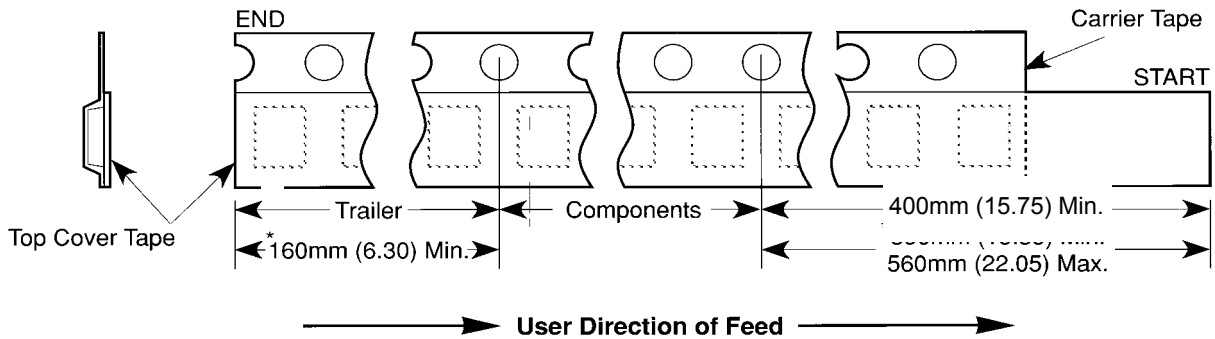 END
Carrier Tape
START
Trailer
Components
400mm (15.75) Min.
Top Cover Tape
*160mm (6.30) Min.
560mm (22.05) Max.
User Direction of Feed